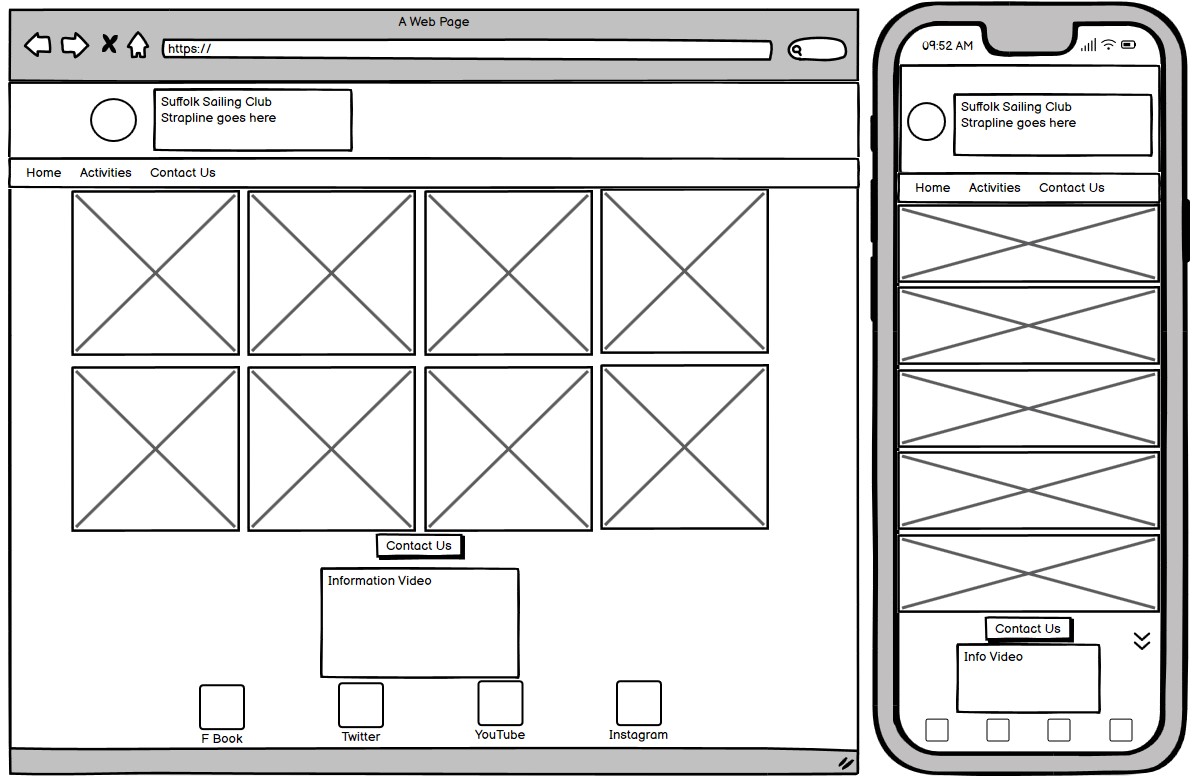 A Web Page
https://
Suffolk Sailing Club
Strapline goes here
Home Activities Contact Us
Contact Us
Information Video
F Book Twitter YouTube Instagram
09:52 AM
Suffolk Sailing Club
Strapline goes here
Home Activities Contact Us
Contact Us
Info Video